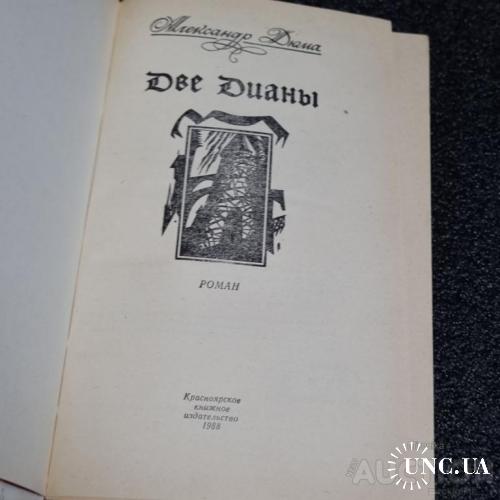 Александр Дюма
Две Дианы
РОМАН
Красноярское
книжное
издательство
1988
UNC.UA